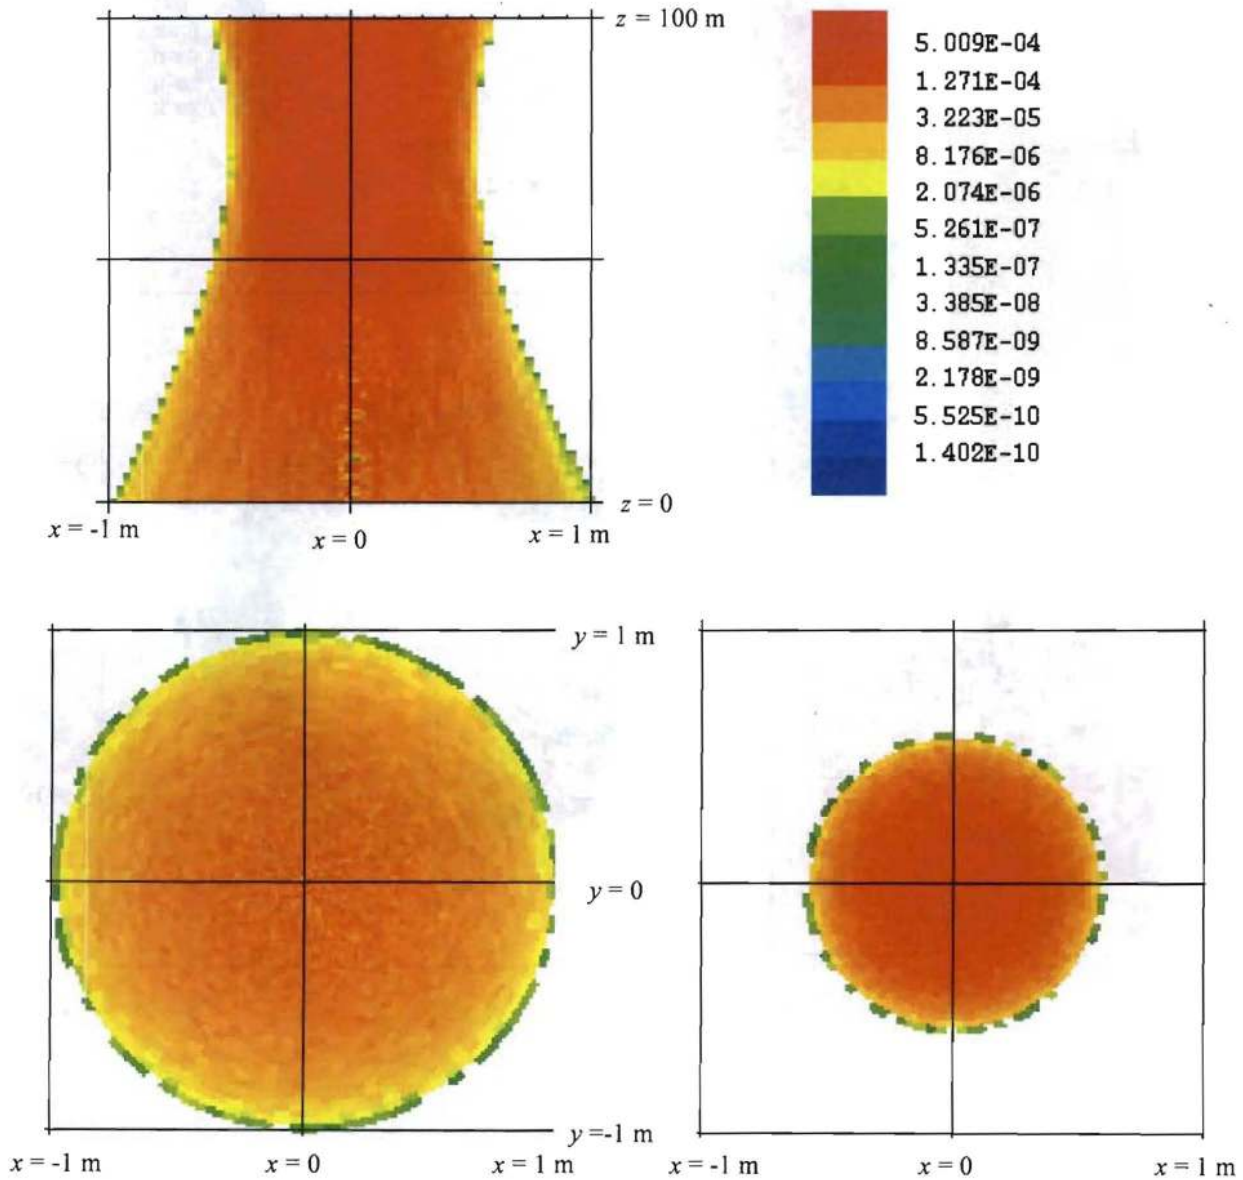 z = 100 m
5.009E-04
1.271E-04
3.223E-05
8.176E-06
2.074E-06
5.261E-07
1.335E-07
3.385E-08
8.587E-09
2.178E-09
5.525E-10
1.402E-10
z=0
x = -1 m
x = 0
x = 1 m
y = 1 m
y = 0
y =-1 m
x = -1 m
x = 0
x = 1 m
x = -1 m
x = 0
x = 1 m